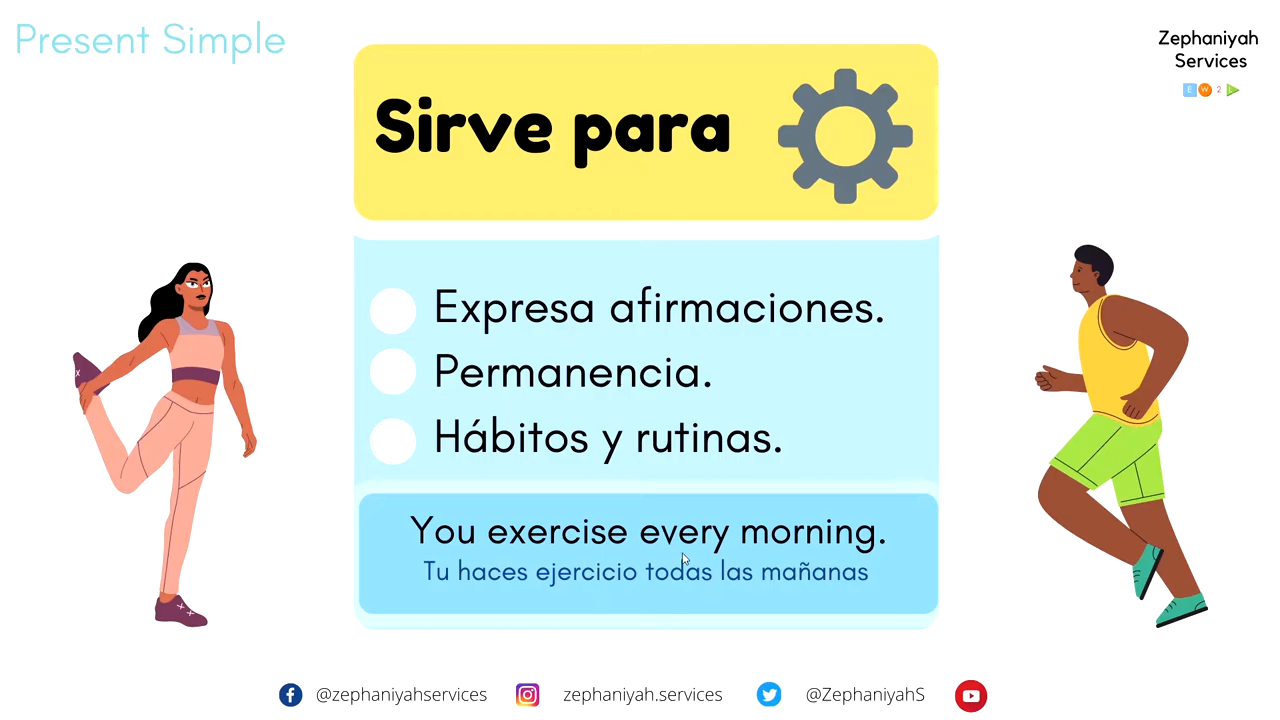 Present Simple
Zephaniyah
Services
E W 2
Sirve para
Expresa afirmaciones.
Permanencia.
Hábitos y rutinas.
You exercise every morning.
Tu haces ejercicio todas las mañanas
@zephaniyahservices zephaniyah.services @ZephaniyahS